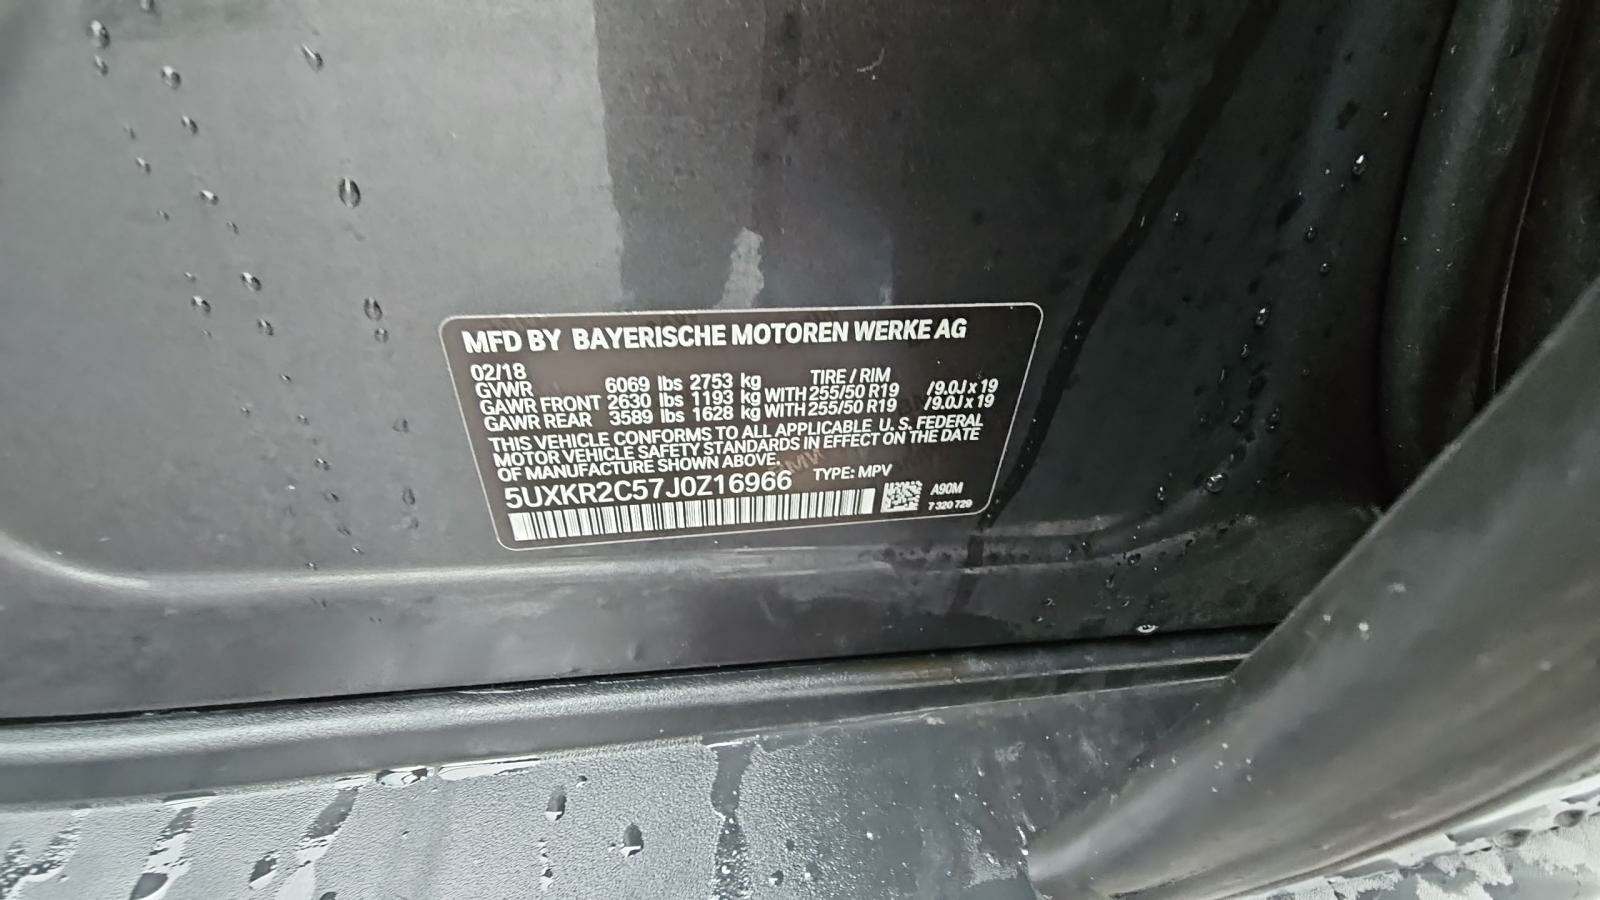 MFD BY BAYERISCHE MOTOREN WERKE AG
02/18
GVWR 6069 lbs 2753 kg TIRE / RIM
GAWR FRONT 2630 lbs 1193 kg WITH 255/50 R19 /9.0J x 19
GAWR REAR 3589 lbs 1628 kg WITH 255/50 R19 /9.0J x 19
THIS VEHICLE CONFORMS TO ALL APPLICABLE U. S. FEDERAL
MOTOR VEHICLE SAFETY STANDARDS IN EFFECT ON THE DATE
OF MANUFACTURE SHOWN ABOVE.
5UXKR2C57J0Z16966 TYPE: MPV
A90M
7 320 729